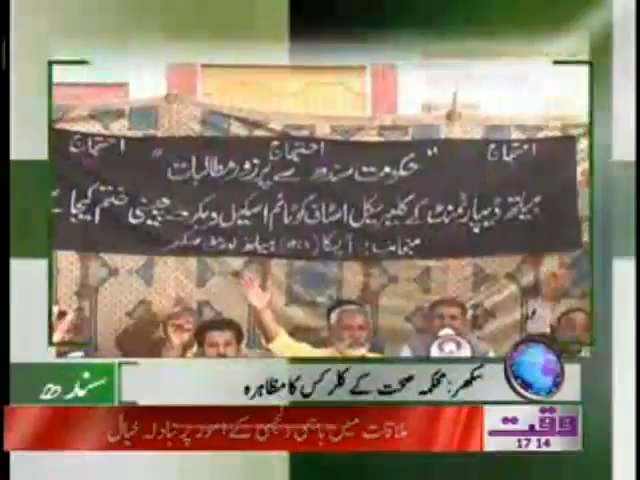 احتجاج احتجاج احتجاج
"حکومت سندھ سے پرزور مطالبات"
ہیلتھ ڈیپارٹمنٹ کے کلیریکل اسٹاف کو ٹائم اسکیل دیکر بے چینی ختم کیجائے
منجانب: ایپکا
سکھر: محکمہ صحت کے کلرکس کا مظاہرہ
سندھ
ملاقات میں باہمی دلچسپی کے امور پر تبادلہ خیال
وقت
17 14